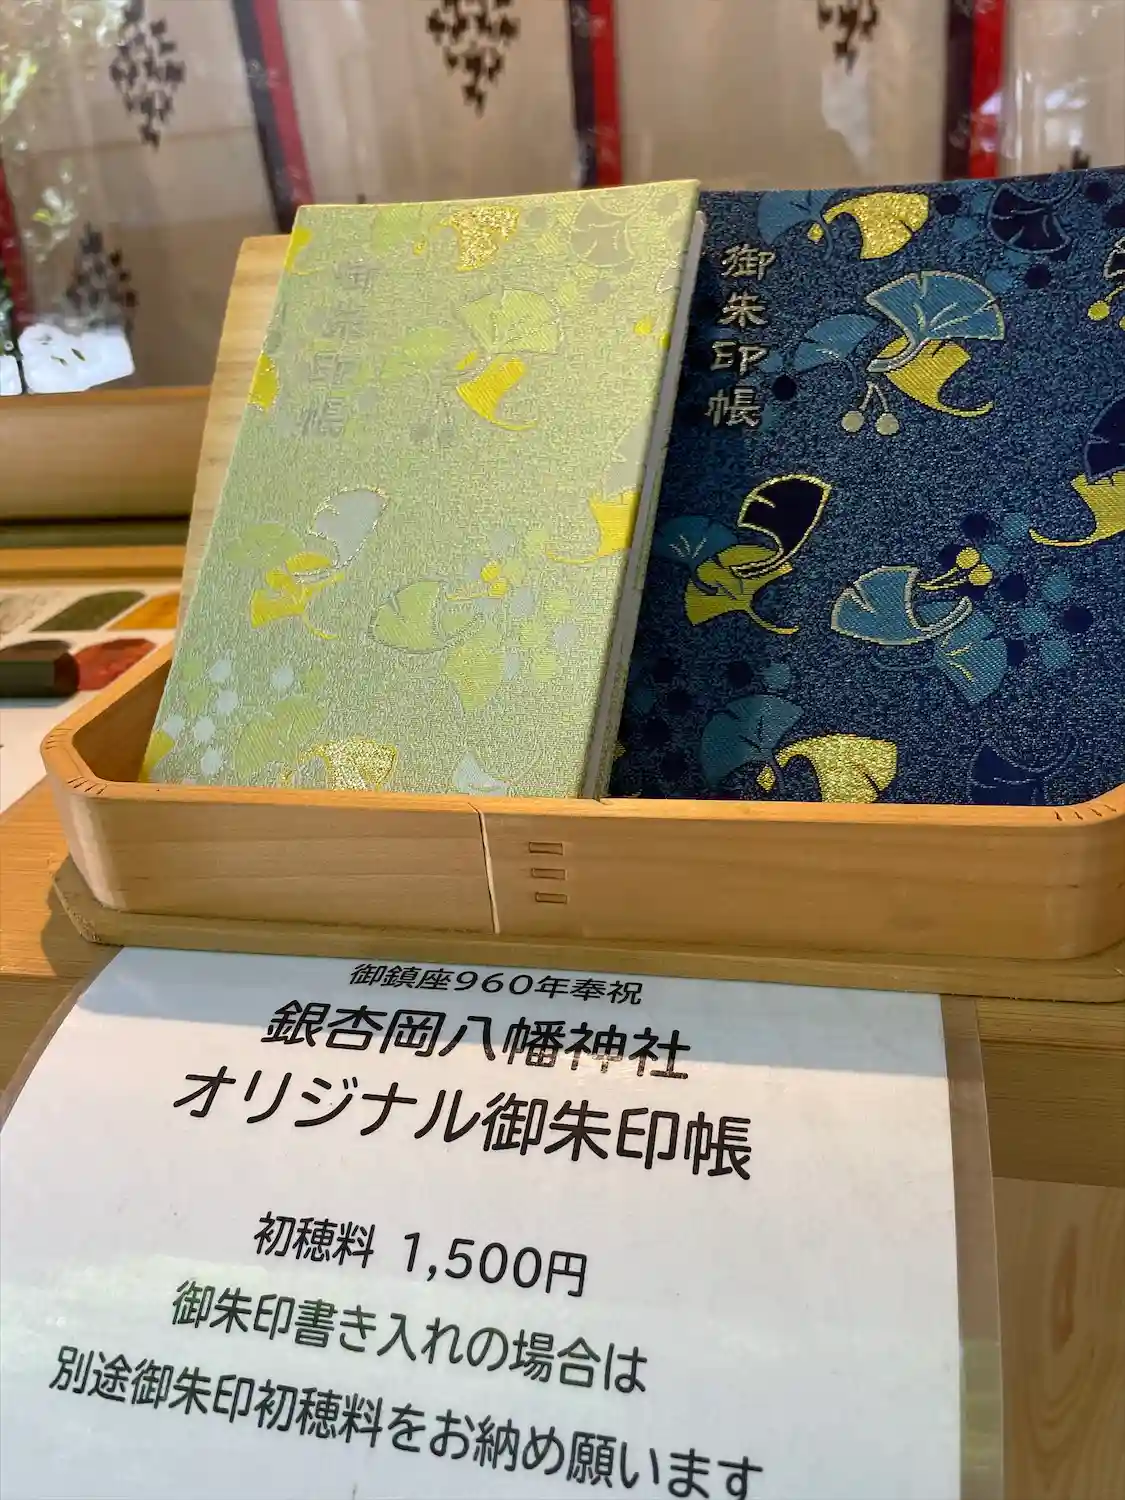 御朱印帳
御朱印帳
御鎮座960年奉祝
銀杏岡八幡神社
オリジナル御朱印帳
初穂料 1,500円
御朱印書き入れの場合は
別途御朱印初穂料をお納め願います